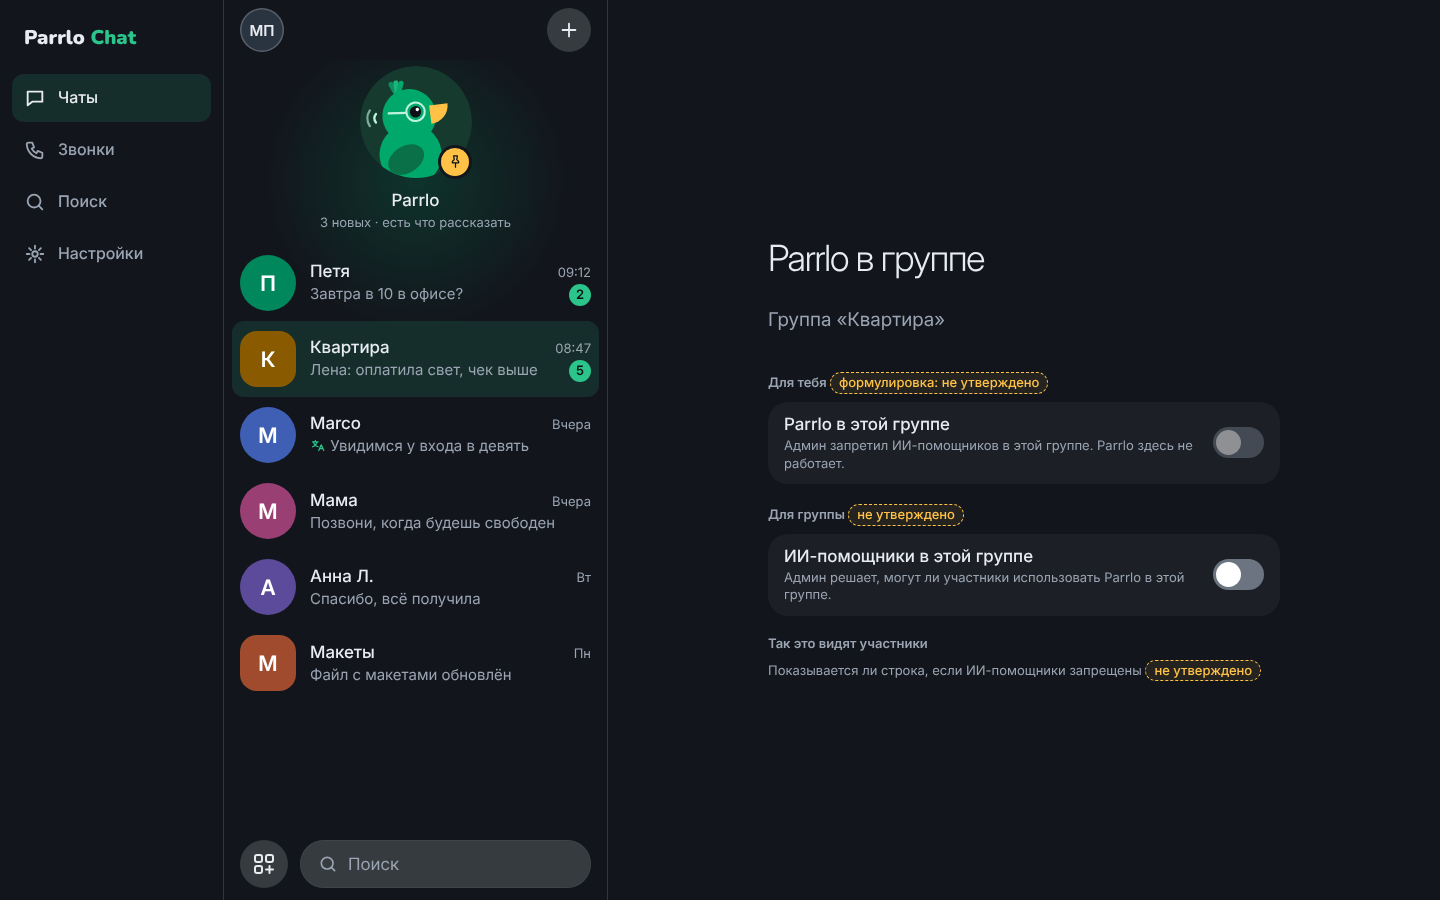 Parrlo Chat
Чаты
Звонки
Поиск
Настройки
МП
Parrlo
3 новых · есть что рассказать
П
Петя
09:12
Завтра в 10 в офисе?
2
К
Квартира
08:47
Лена: оплатила свет, чек выше
5
M
Marco
Вчера
Увидимся у входа в девять
М
Мама
Вчера
Позвони, когда будешь свободен
А
Анна Л.
Вт
Спасибо, всё получила
М
Макеты
Пн
Файл с макетами обновлён
Поиск
Parrlo в группе
Группа «Квартира»
Для тебя формулировка: не утверждено
Parrlo в этой группе
Админ запретил ИИ-помощников в этой группе. Parrlo здесь не
работает.
Для группы не утверждено
ИИ-помощники в этой группе
Админ решает, могут ли участники использовать Parrlo в этой
группе.
Так это видят участники
Показывается ли строка, если ИИ-помощники запрещены не утверждено